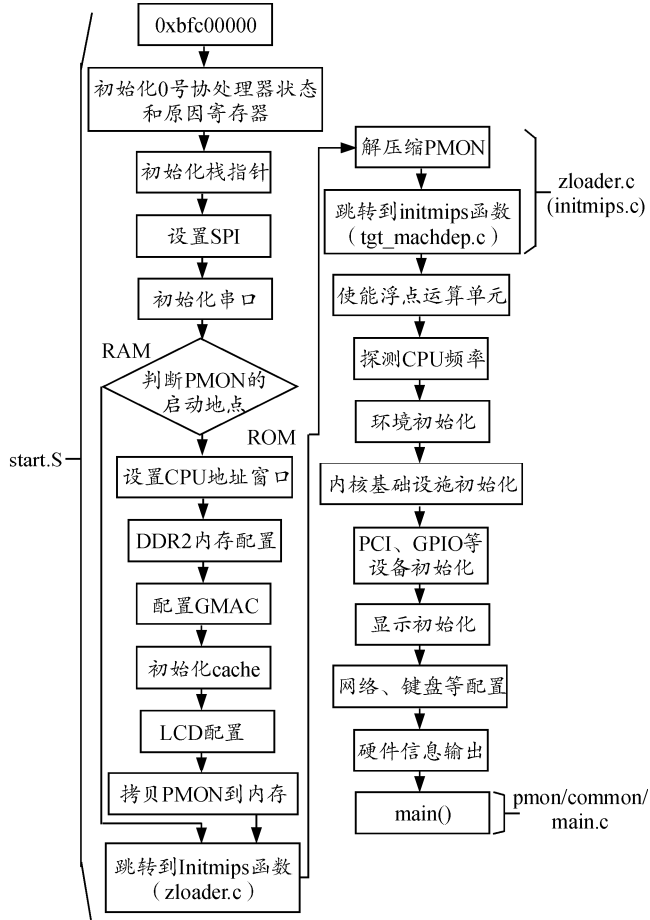 0xbfc00000
初始化0号协处理器状态
和原因寄存器
初始化栈指针
设置SPI
初始化串口
RAM
判断PMON的
启动地点
ROM
start.S
设置CPU地址窗口
DDR2内存配置
配置GMAC
初始化cache
LCD配置
拷贝PMON到内存
跳转到Initmips函数
（zloader.c）
解压缩PMON
跳转到initmips函数
（tgt_machdep.c）
zloader.c
(initmips.c)
使能浮点运算单元
探测CPU频率
环境初始化
内核基础设施初始化
PCI、GPIO等
设备初始化
显示初始化
网络、键盘等配置
硬件信息输出
main()
pmon/common/
main.c